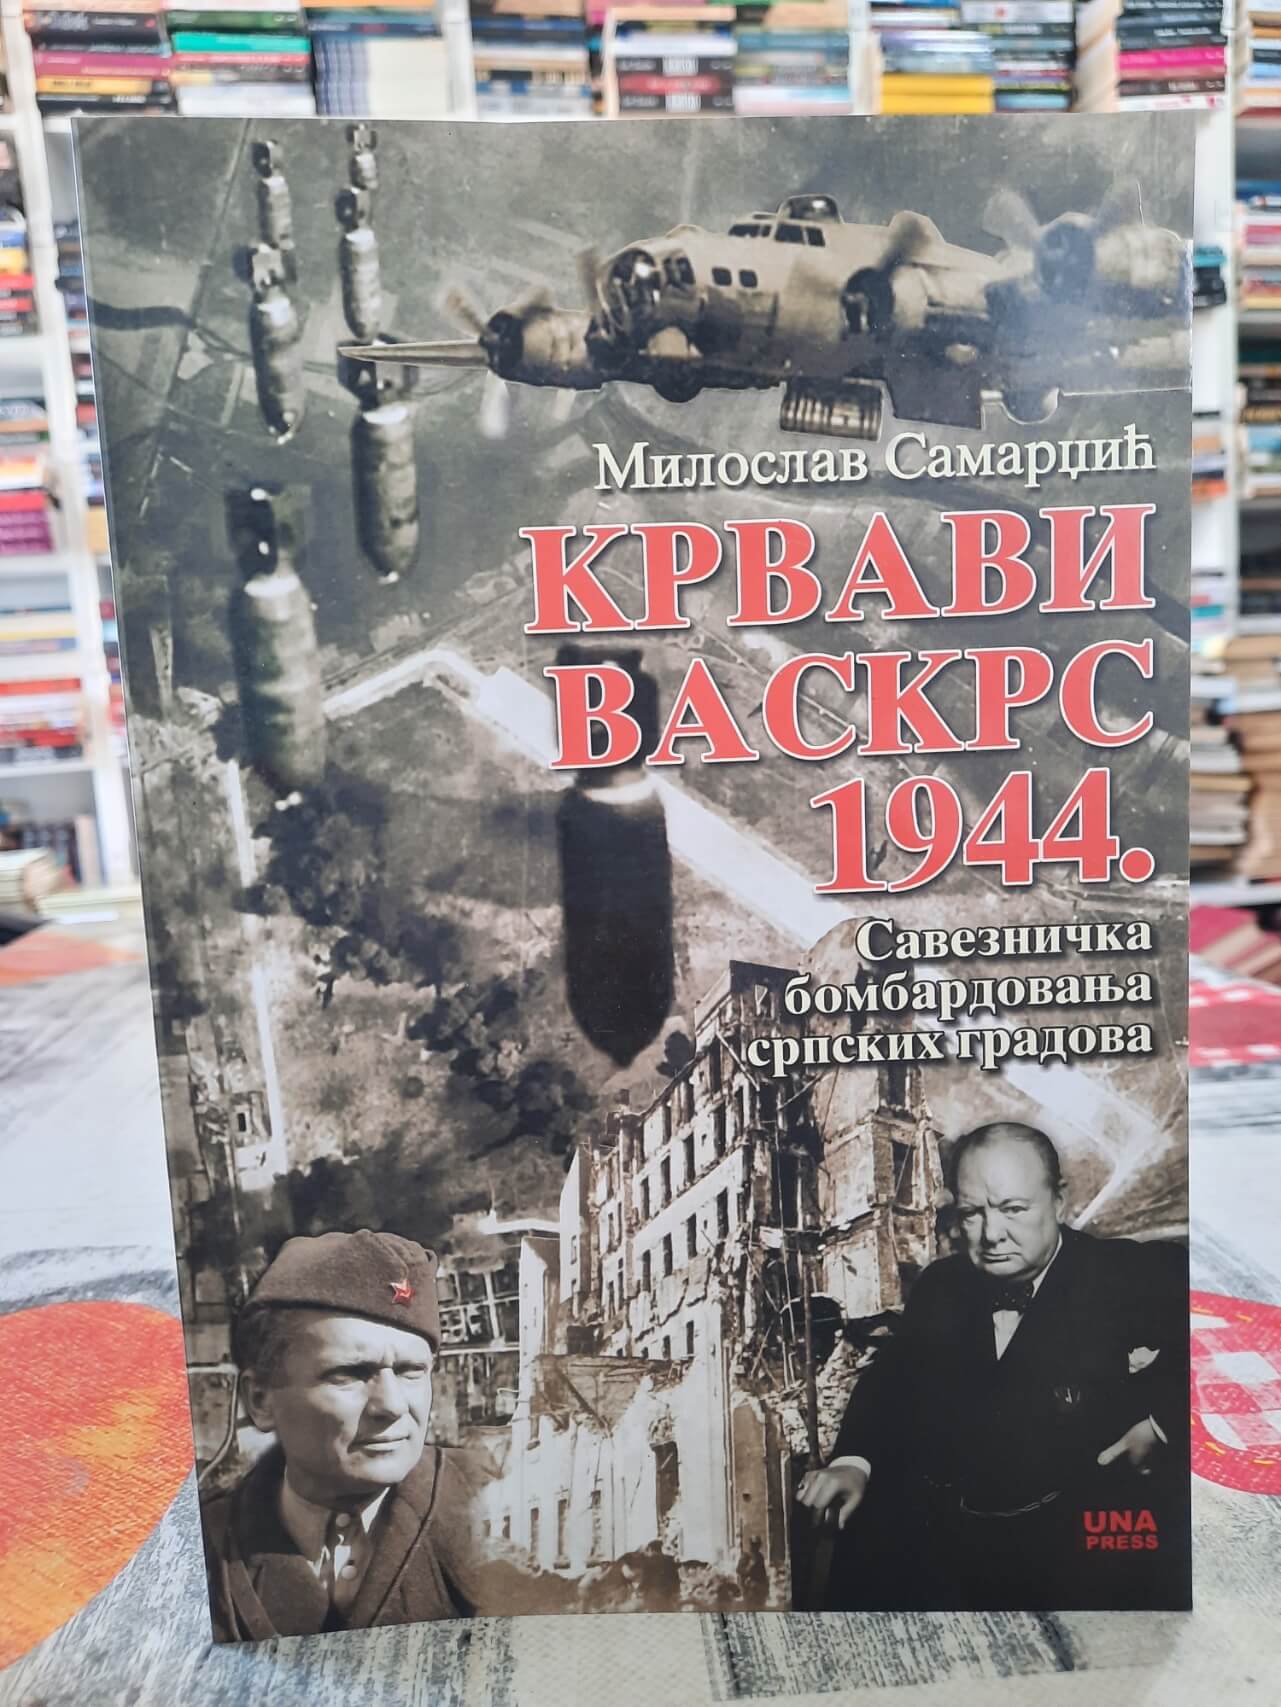 Милослав Самарџић
КРВАВИ
ВАСКРС
1944.
Савезничка
бомбардовања
српских градова
UNA
PRESS